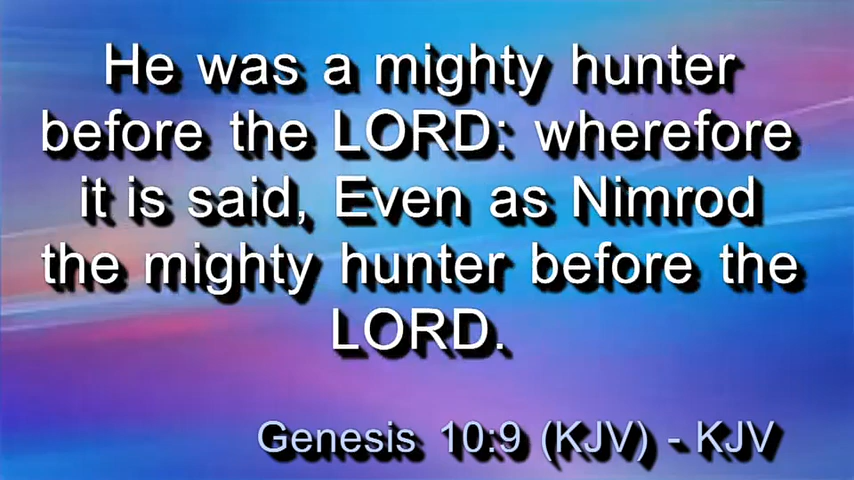 He was a mighty hunter
before the LORD: wherefore
it is said, Even as Nimrod
the mighty hunter before the
LORD.
Genesis 10:9 (KJV) - KJV